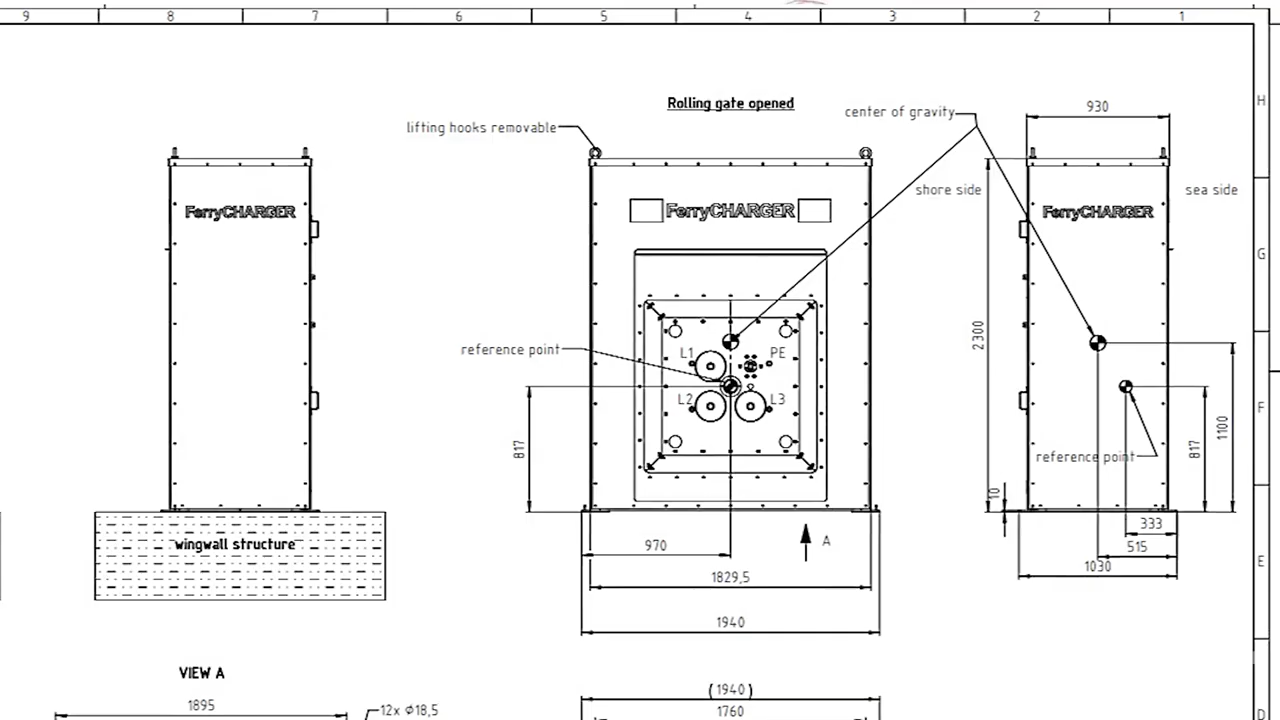 9 8 7 6 5 4 3 2 1
H
Rolling gate opened
center of gravity
930
lifting hooks removable
shore side
sea side
FerryCHARGER
FerryCHARGER
FerryCHARGER
G
2300
reference point
L1
PE
L2
L3
F
817
1100
817
reference point
10
333
wingwall structure
970
A
515
E
1030
1829,5
1940
VIEW A
(1940)
1895
12x Φ18,5
1760
D